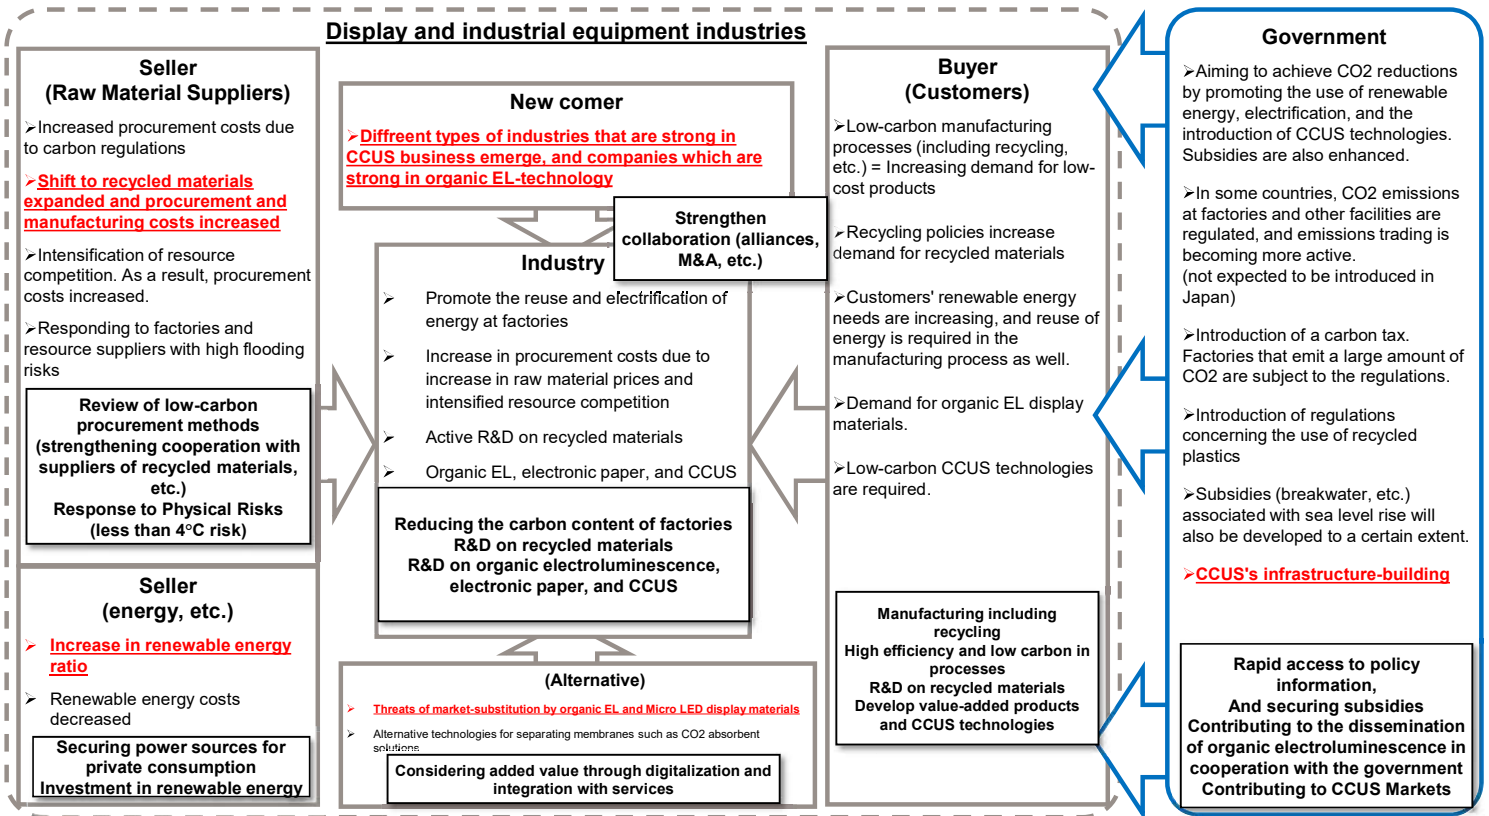 Display and industrial equipment industries
Seller
(Raw Material Suppliers)
➢Increased procurement costs due
to carbon regulations
➢Shift to recycled materials
expanded and procurement and
manufacturing costs increased
➢Intensification of resource
competition. As a result, procurement
costs increased.
➢Responding to factories and
resource suppliers with high flooding
risks
Review of low-carbon
procurement methods
(strengthening cooperation with
suppliers of recycled materials,
etc.)
Response to Physical Risks
(less than 4°C risk)
Seller
(energy, etc.)
➢ Increase in renewable energy
ratio
➢ Renewable energy costs
decreased
Securing power sources for
private consumption
Investment in renewable energy
New comer
➢Diffreent types of industries that are strong in
CCUS business emerge, and companies which are
strong in organic EL-technology
Strengthen
collaboration (alliances,
M&A, etc.)
Industry
➢ Promote the reuse and electrification of
energy at factories
➢ Increase in procurement costs due to
increase in raw material prices and
intensified resource competition
➢ Active R&D on recycled materials
➢ Organic EL, electronic paper, and CCUS
Reducing the carbon content of factories
R&D on recycled materials
R&D on organic electroluminescence,
electronic paper, and CCUS
(Alternative)
➢ Threats of market-substitution by organic EL and Micro LED display materials
➢ Alternative technologies for separating membranes such as CO2 absorbent
solutions
Considering added value through digitalization and
integration with services
Buyer
(Customers)
➢Low-carbon manufacturing
processes (including recycling,
etc.) = Increasing demand for low-
cost products
➢Recycling policies increase
demand for recycled materials
➢Customers' renewable energy
needs are increasing, and reuse of
energy is required in the
manufacturing process as well.
➢Demand for organic EL display
materials.
➢Low-carbon CCUS technologies
are required.
Manufacturing including
recycling
High efficiency and low carbon in
processes
R&D on recycled materials
Develop value-added products
and CCUS technologies
Government
➢Aiming to achieve CO2 reductions
by promoting the use of renewable
energy, electrification, and the
introduction of CCUS technologies.
Subsidies are also enhanced.
➢In some countries, CO2 emissions
at factories and other facilities are
regulated, and emissions trading is
becoming more active.
(not expected to be introduced in
Japan)
➢Introduction of a carbon tax.
Factories that emit a large amount of
CO2 are subject to the regulations.
➢Introduction of regulations
concerning the use of recycled
plastics
➢Subsidies (breakwater, etc.)
associated with sea level rise will
also be developed to a certain extent.
➢CCUS's infrastructure-building
Rapid access to policy
information,
And securing subsidies
Contributing to the dissemination
of organic electroluminescence in
cooperation with the government
Contributing to CCUS Markets